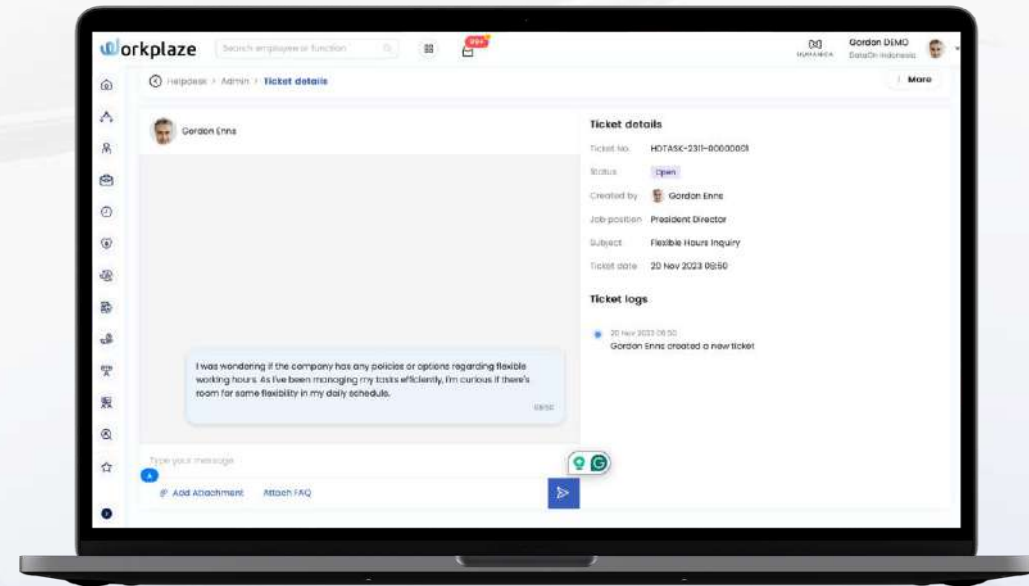 Workplaze
Search employee or function
99+
HUMANICA
Gordon DEMO
DataOn Indonesia
Helpdesk > Admin > Ticket details
More
Gordon Enns
Ticket details
Ticket No. HDTASK-2311-00000001
Status Open
Created by Gordon Enns
Job position President Director
Subject Flexible Hours Inquiry
Ticket date 20 Nov 2023 08:50
Ticket logs
20 Nov 2023 08:50
Gordon Enns created a new ticket
I was wondering if the company has any policies or options regarding flexible
working hours. As I've been managing my tasks efficiently, I'm curious if there's
room for some flexibility in my daily schedule.
08:50
Type your message
Add Attachment Attach FAQ